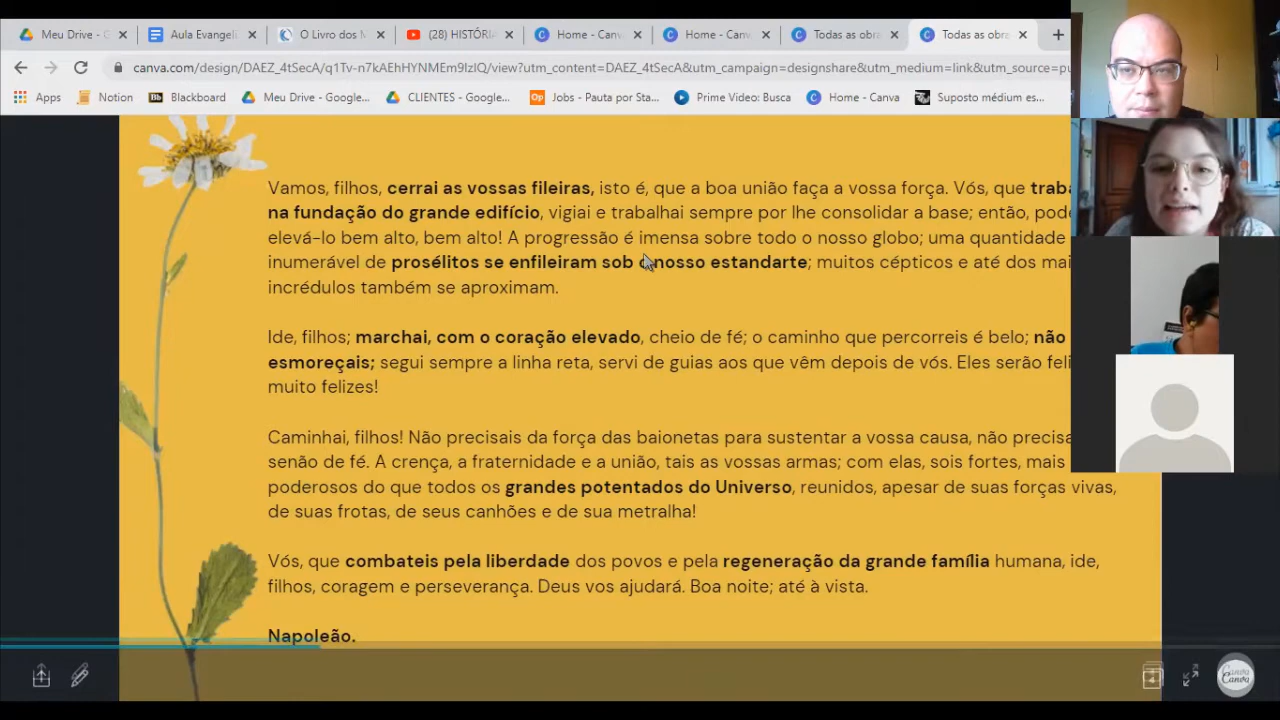 Meu Drive - G
Aula Evangeli
O Livro dos M
(28) HISTÓRI
Home - Canv
Home - Canv
Todas as obra
Todas as obra
canva.com/design/DAEZ_4tSecA/q1Tv-n7kAEhHYNMEm9IzIQ/view?utm_content=DAEZ_4tSecA&utm_campaign=designshare&utm_medium=link&utm_source=pu
Apps
Notion
Blackboard
Meu Drive - Google...
CLIENTES - Google...
Jobs - Pauta por Sta...
Prime Video: Busca
Home - Canva
Suposto médium es...
Vamos, filhos, cerrai as vossas fileiras, isto é, que a boa união faça a vossa força. Vós, que trab
na fundação do grande edifício, vigiai e trabalhai sempre por lhe consolidar a base; então, pod
elevá-lo bem alto, bem alto! A progressão é imensa sobre todo o nosso globo; uma quantidade
inumerável de prosélitos se enfileiram sob o nosso estandarte; muitos cépticos e até dos mai
incrédulos também se aproximam.
Ide, filhos; marchai, com o coração elevado, cheio de fé; o caminho que percorreis é belo; não
esmoreçais; segui sempre a linha reta, servi de guias aos que vêm depois de vós. Eles serão feli
muito felizes!
Caminhai, filhos! Não precisais da força das baionetas para sustentar a vossa causa, não precisa
senão de fé. A crença, a fraternidade e a união, tais as vossas armas; com elas, sois fortes, mais
poderosos do que todos os grandes potentados do Universo, reunidos, apesar de suas forças vivas,
de suas frotas, de seus canhões e de sua metralha!
Vós, que combateis pela liberdade dos povos e pela regeneração da grande família humana, ide,
filhos, coragem e perseverança. Deus vos ajudará. Boa noite; até à vista.
Napoleão.
Canva